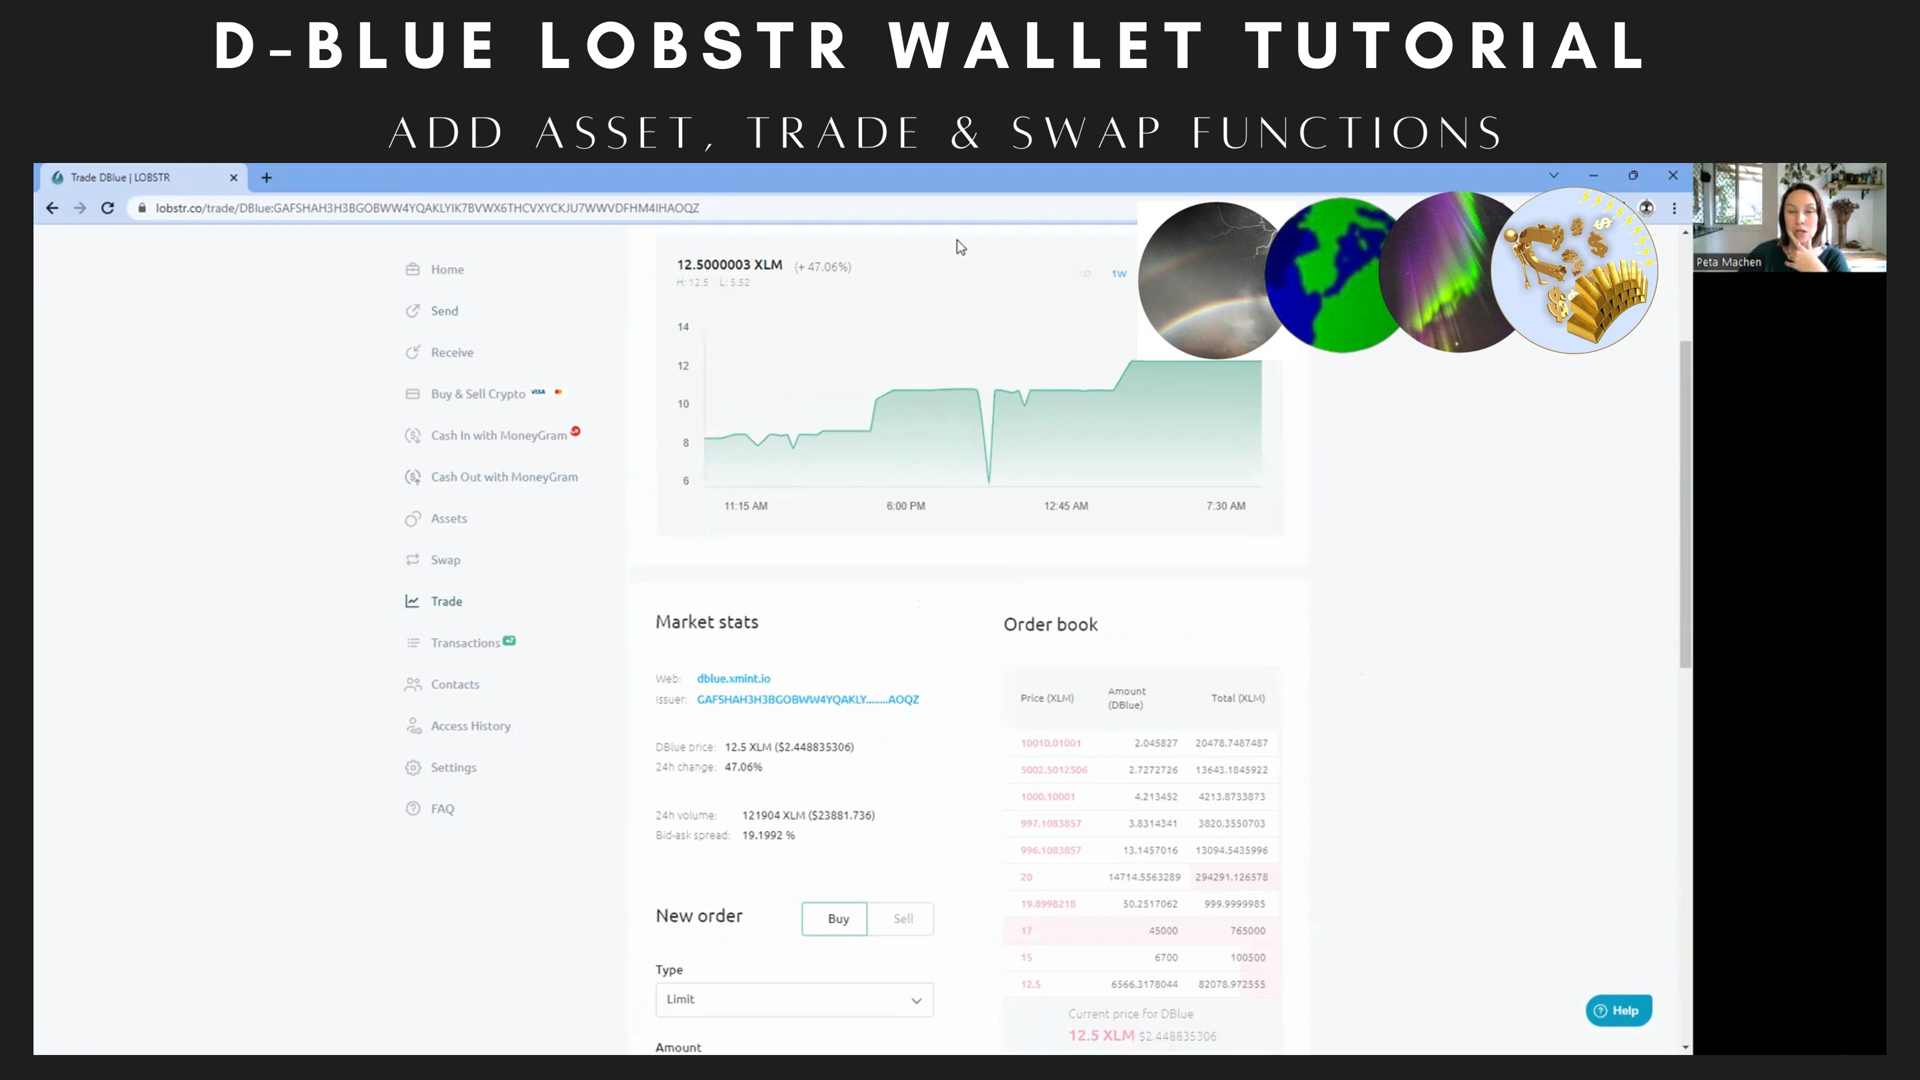 D-BLUE LOBSTR WALLET TUTORIAL
ADD ASSET, TRADE & SWAP FUNCTIONS
Trade DBlue | LOBSTR
lobstr.co/trade/DBlue:GAFSHAH3H3BGOBWW4YQAKLYIK7BVWX6THCVXYCKJU7WWVDFHM4IHAOQZ
Peta Machen
Home
Send
Receive
Buy & Sell Crypto VISA
Cash In with MoneyGram
Cash Out with MoneyGram
Assets
Swap
Trade
Transactions
Contacts
Access History
Settings
FAQ
12.5000003 XLM (+ 47.06%)
H: 12.5 L: 5.52
1W
14
12
10
8
6
11:15 AM 6:00 PM 12:45 AM 7:30 AM
Market stats
Web: dblue.xmint.io
Issuer: GAFSHAH3H3BGOBWW4YQAKLY........AOQZ
DBlue price: 12.5 XLM ($2.448835306)
24h change: 47.06%
24h volume: 121904 XLM ($23881.736)
Bid-ask spread: 19.1992 %
New order Buy Sell
Type
Limit
Amount
Order book
Price (XLM) Amount (DBlue) Total (XLM)
10010.01001 2.045827 20478.7487487
5002.5012506 2.7272726 13643.1845922
1000.10001 4.213452 4213.8733873
997.1083857 3.8314341 3820.3550703
996.1083857 13.1457016 13094.5435996
20 14714.5563289 294291.126578
19.8998218 50.2517062 999.9999985
17 45000 765000
15 6700 100500
12.5 6566.3178044 82078.972555
Current price for DBlue
12.5 XLM $2.448835306
Help